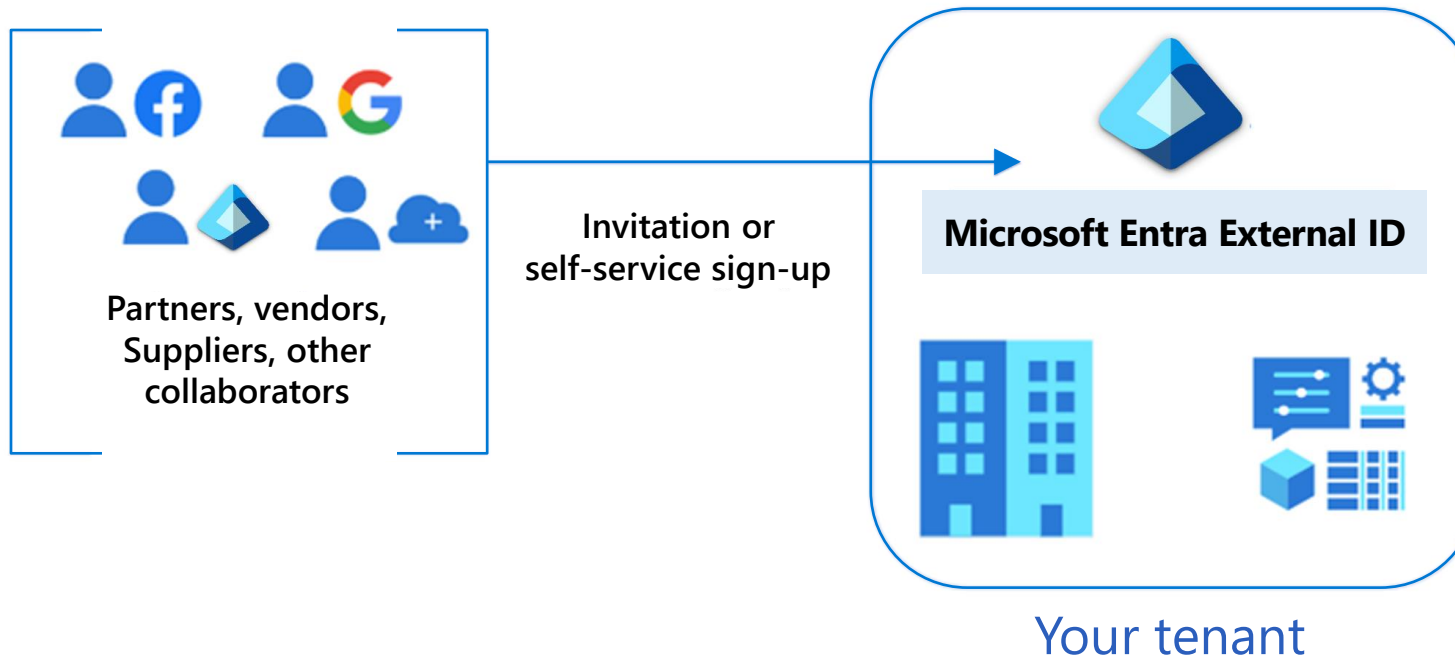 Partners, vendors,
Suppliers, other
collaborators
Invitation or
self-service sign-up
Microsoft Entra External ID
Your tenant